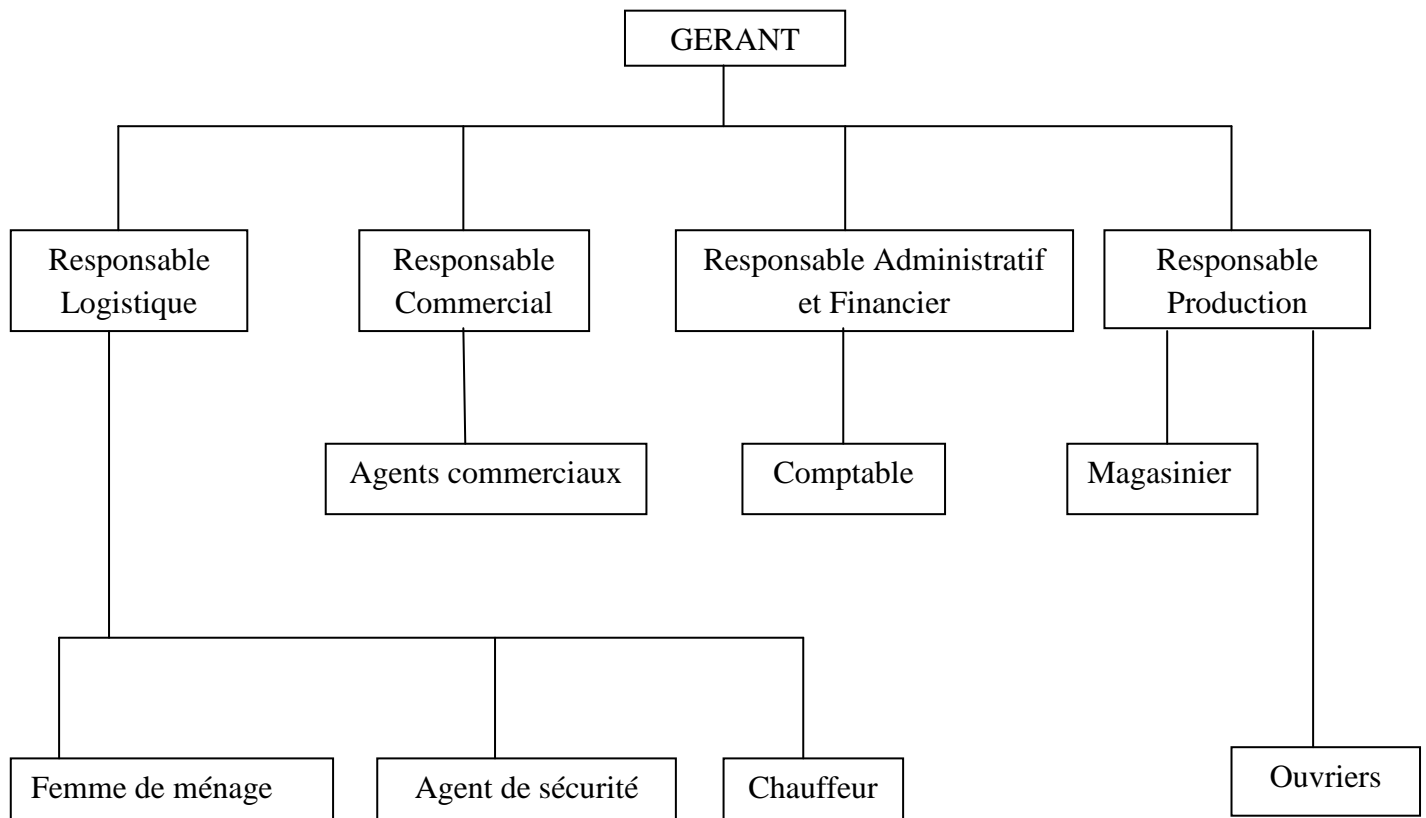 GERANT
Responsable
Logistique
Responsable
Commercial
Responsable Administratif
et Financier
Responsable
Production
Agents commerciaux
Comptable
Magasinier
Femme de ménage
Agent de sécurité
Chauffeur
Ouvriers